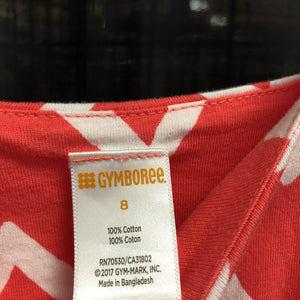 GYMBOREE
8
100% Cotton
100% Coton
RN70530/CA31802
©2017 GYM-MARK, INC.
Made in Bangladesh